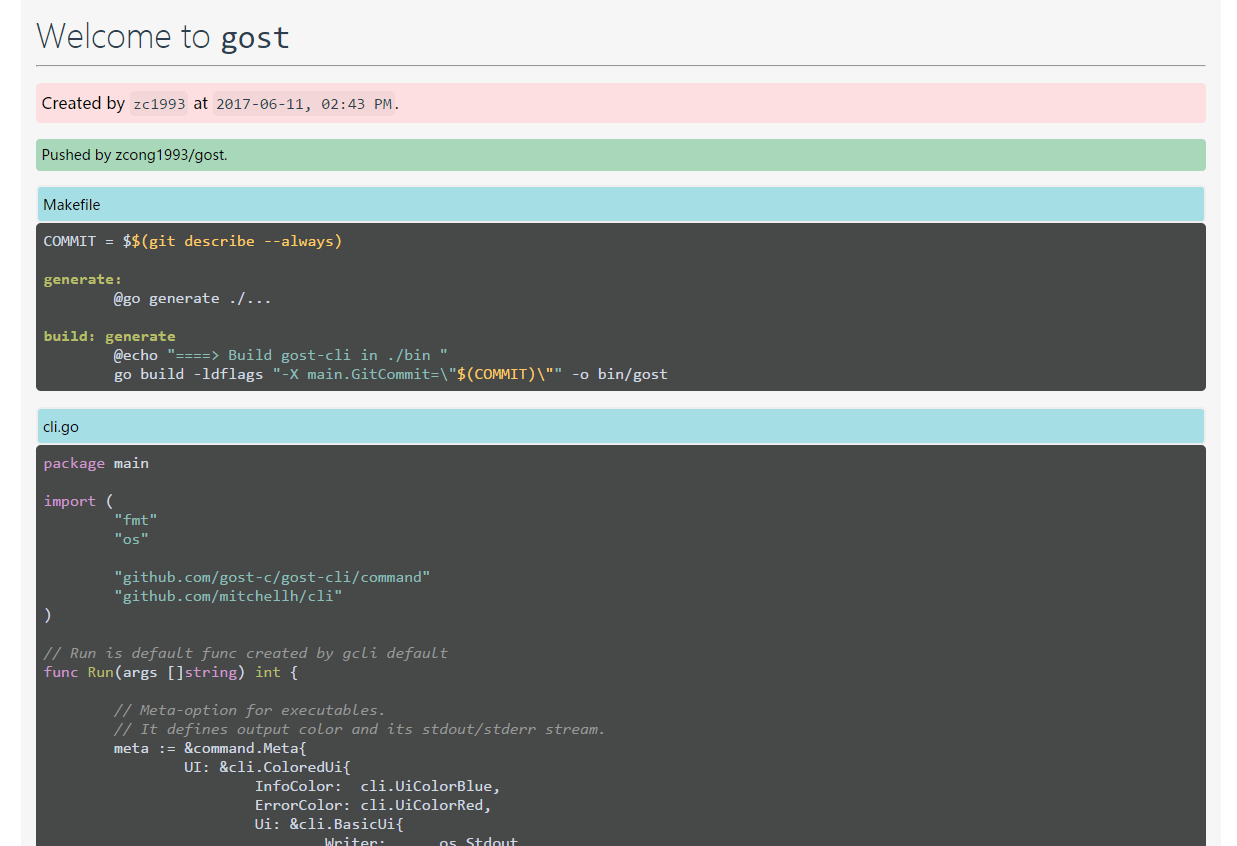 Welcome to gost
Created by zc1993 at 2017-06-11, 02:43 PM.
Pushed by zcong1993/gost.
Makefile
COMMIT = $$(git describe --always)
generate:
@go generate ./...
build: generate
@echo "====> Build gost-cli in ./bin "
go build -ldflags "-X main.GitCommit=\"$(COMMIT)\"" -o bin/gost
cli.go
package main
import (
"fmt"
"os"
"github.com/gost-c/gost-cli/command"
"github.com/mitchellh/cli"
)
// Run is default func created by gcli default
func Run(args []string) int {
// Meta-option for executables.
// It defines output color and its stdout/stderr stream.
meta := &command.Meta{
UI: &cli.ColoredUi{
InfoColor:  cli.UiColorBlue,
ErrorColor: cli.UiColorRed,
Ui: &cli.BasicUi{
Writer:      os.Stdout